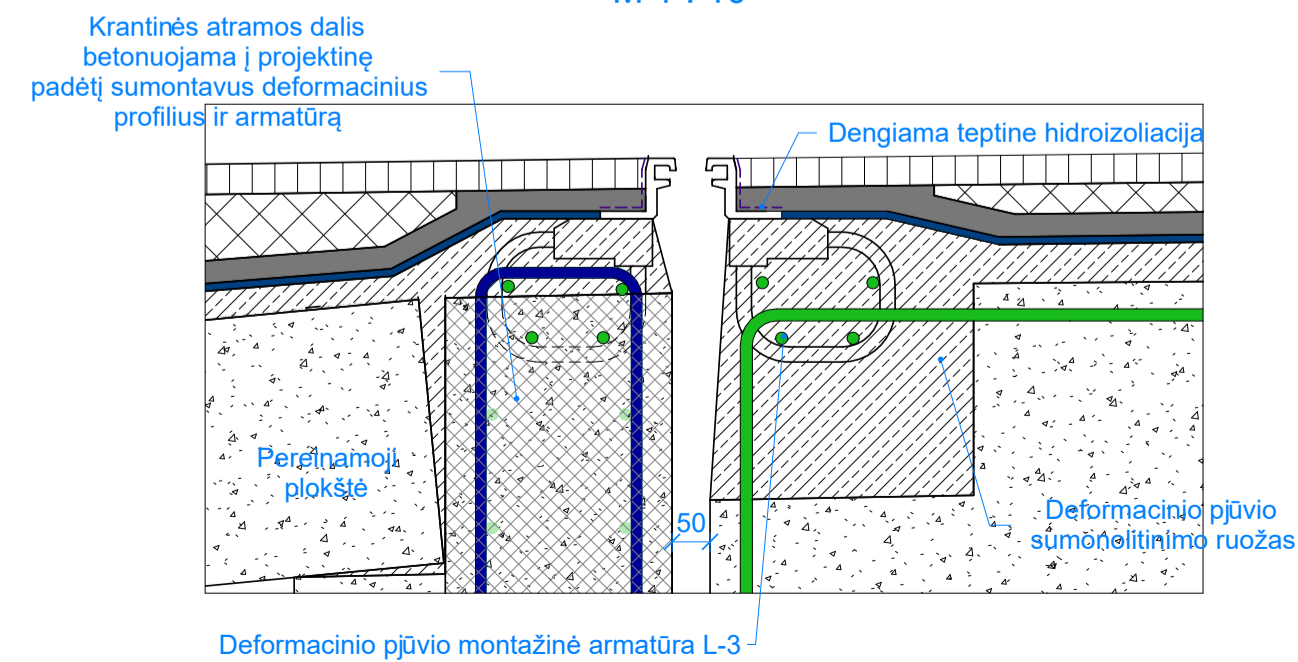 Krantinės atramos dalis
betonuojama į projektinę
padėtį sumontavus deformacinius
profilius ir armatūrą
Dengiama teptine hidroizoliacija
Pereinamoji
plokštė
50
Deformacinio pjūvio
sumonolitinimo ruožas
Deformacinio pjūvio montažinė armatūra L-3